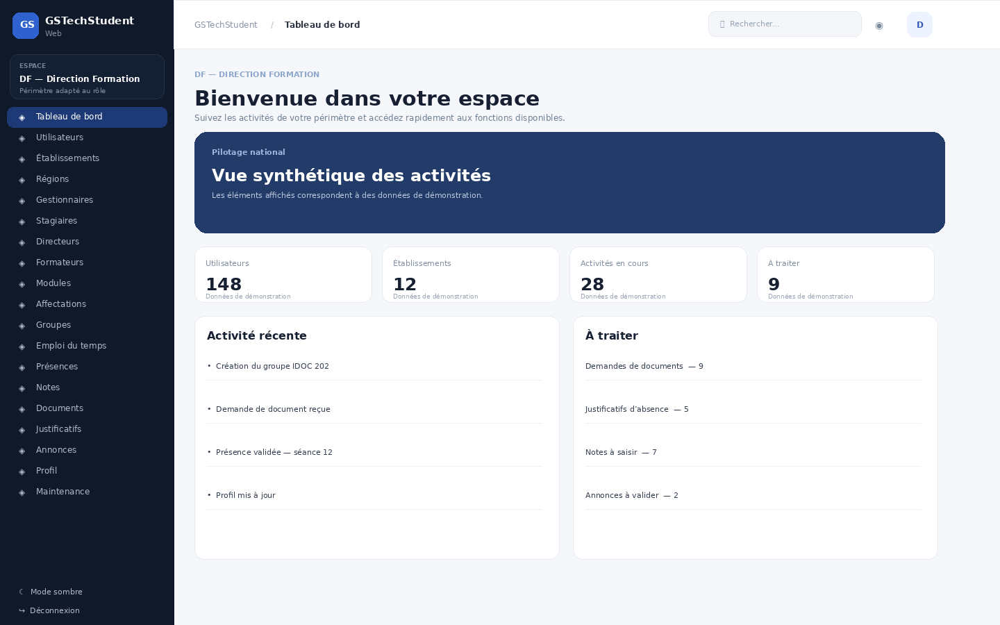 GS
GSTechStudent
Web
ESPACE
DF — Direction Formation
Périmètre adapté au rôle
Tableau de bord
Utilisateurs
Établissements
Régions
Gestionnaires
Stagiaires
Directeurs
Formateurs
Modules
Affectations
Groupes
Emploi du temps
Présences
Notes
Documents
Justificatifs
Annonces
Profil
Maintenance
Mode sombre
Déconnexion
GSTechStudent / Tableau de bord
Rechercher...
D
DF — DIRECTION FORMATION
Bienvenue dans votre espace
Suivez les activités de votre périmètre et accédez rapidement aux fonctions disponibles.
Pilotage national
Vue synthétique des activités
Les éléments affichés correspondent à des données de démonstration.
Utilisateurs
148
Données de démonstration
Établissements
12
Données de démonstration
Activités en cours
28
Données de démonstration
À traiter
9
Données de démonstration
Activité récente
• Création du groupe IDOC 202
• Demande de document reçue
• Présence validée — séance 12
• Profil mis à jour
À traiter
Demandes de documents — 9
Justificatifs d’absence — 5
Notes à saisir — 7
Annonces à valider — 2